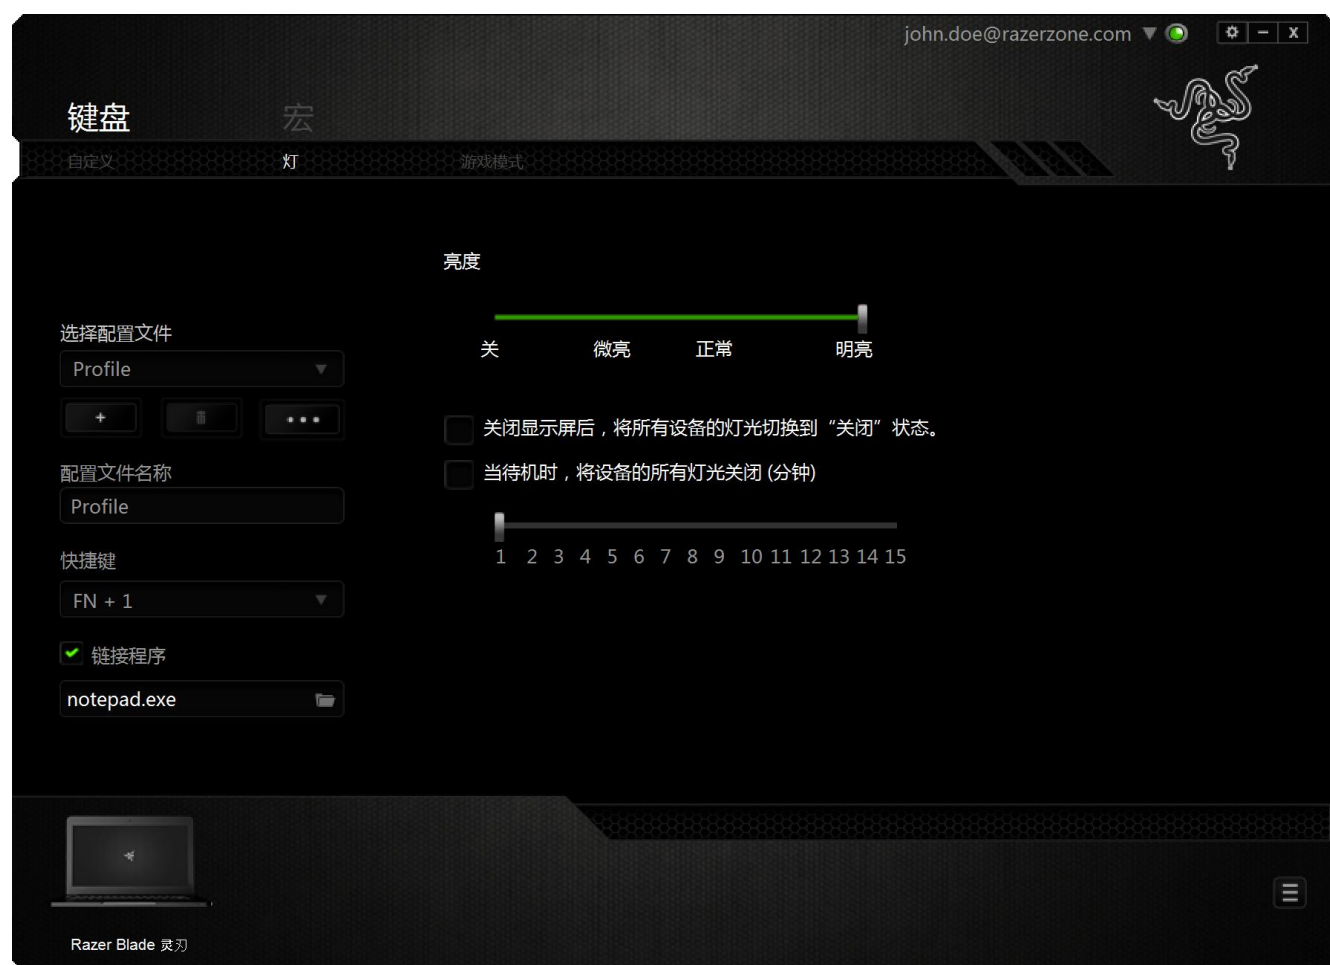 john.doe@razerzone.com
键盘 宏
自定义 灯 游戏模式
亮度
关 微亮 正常 明亮
选择配置文件
Profile
配置文件名称
Profile
快捷键
FN + 1
链接程序
notepad.exe
关闭显示屏后，将所有设备的灯光切换到“关闭”状态。
当待机时，将设备的所有灯光关闭 (分钟)
1 2 3 4 5 6 7 8 9 10 11 12 13 14 15
Razer Blade 灵刃